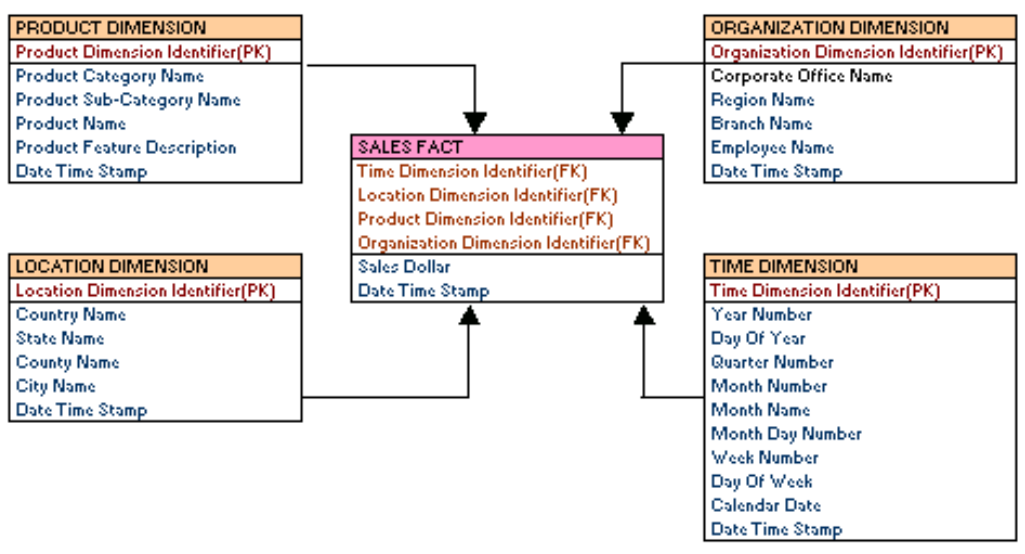 PRODUCT DIMENSION
Product Dimension Identifier(PK)
Product Category Name
Product Sub-Category Name
Product Name
Product Feature Description
Date Time Stamp
ORGANIZATION DIMENSION
Organization Dimension Identifier(PK)
Corporate Office Name
Region Name
Branch Name
Employee Name
Date Time Stamp
SALES FACT
Time Dimension Identifier(FK)
Location Dimension Identifier(FK)
Product Dimension Identifier(FK)
Organization Dimension Identifier(FK)
Sales Dollar
Date Time Stamp
LOCATION DIMENSION
Location Dimension Identifier(PK)
Country Name
State Name
County Name
City Name
Date Time Stamp
TIME DIMENSION
Time Dimension Identifier(PK)
Year Number
Day Of Year
Quarter Number
Month Number
Month Name
Month Day Number
Week Number
Day Of Week
Calendar Date
Date Time Stamp